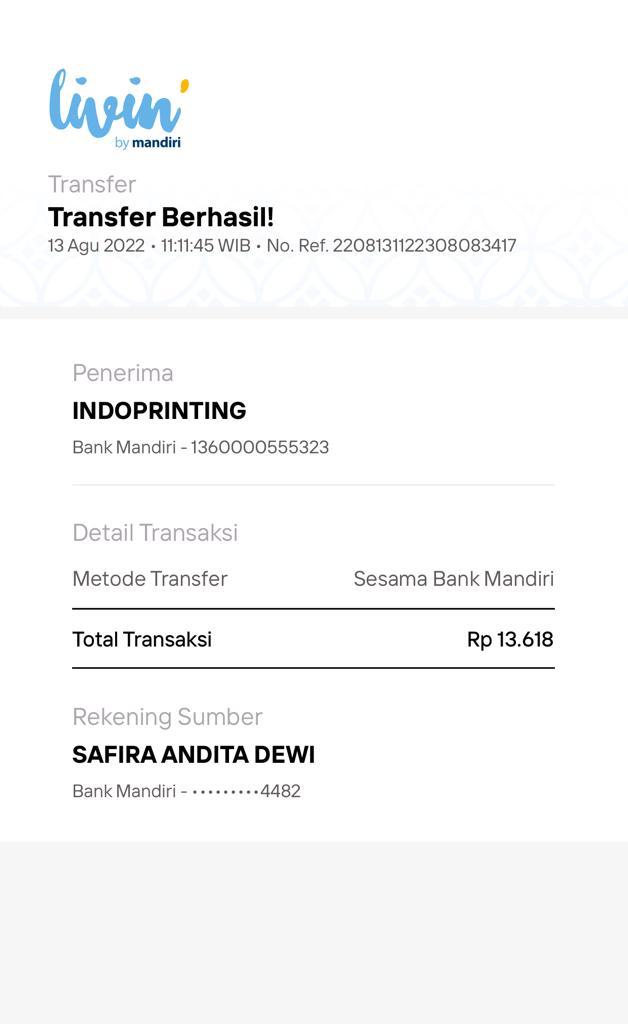 livin'
by mandiri
Transfer
Transfer Berhasil!
13 Agu 2022 • 11:11:45 WIB • No. Ref. 2208131122308083417
Penerima
INDOPRINTING
Bank Mandiri - 1360000555323
Detail Transaksi
Metode Transfer Sesama Bank Mandiri
Total Transaksi Rp 13.618
Rekening Sumber
SAFIRA ANDITA DEWI
Bank Mandiri - •••••••••4482